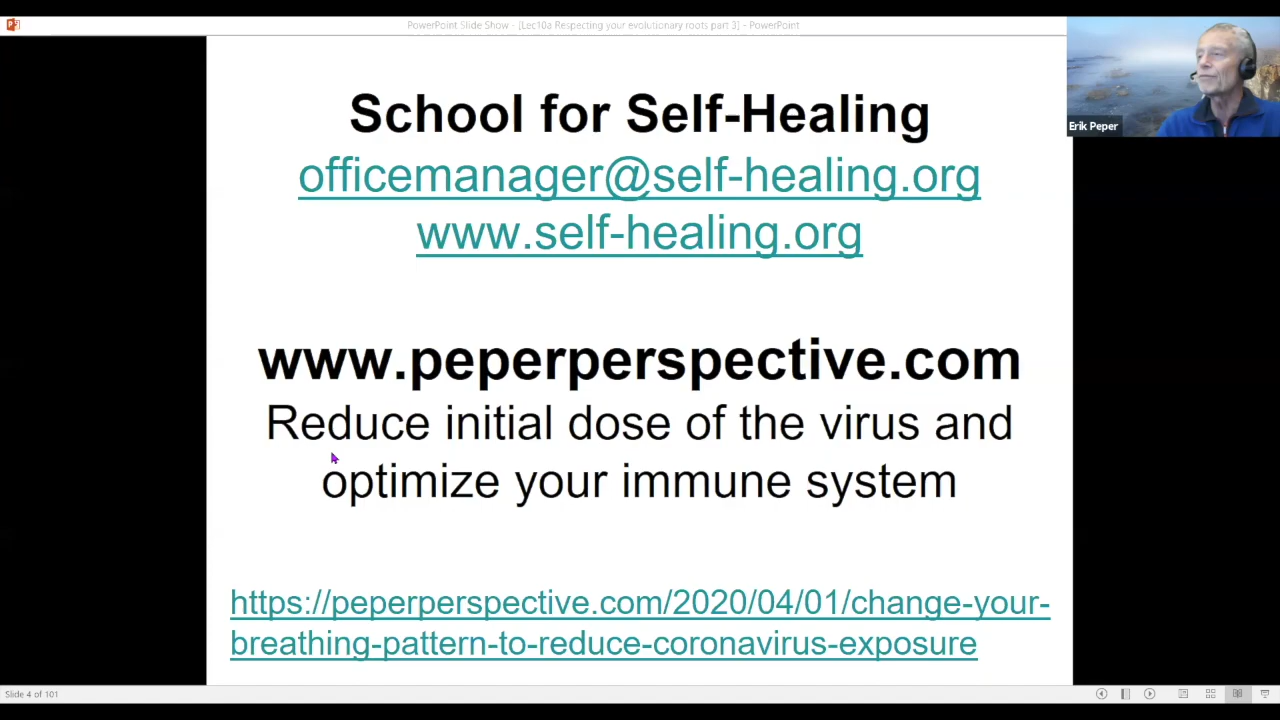 PowerPoint Slide Show - [Lec10a Respecting your evolutionary roots part 3] - PowerPoint
Erik Peper
School for Self-Healing
officemanager@self-healing.org
www.self-healing.org
www.peperperspective.com
Reduce initial dose of the virus and
optimize your immune system
https://peperperspective.com/2020/04/01/change-your-
breathing-pattern-to-reduce-coronavirus-exposure
Slide 4 of 101